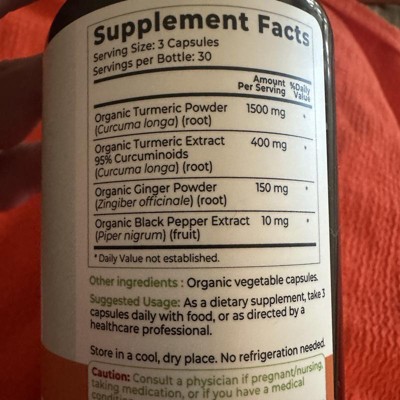 Supplement Facts
Serving Size: 3 Capsules
Servings per Bottle: 30
Amount Per Serving %Daily Value
Organic Turmeric Powder 1500 mg *
(Curcuma longa) (root)
Organic Turmeric Extract 400 mg *
95% Curcuminoids
(Curcuma longa) (root)
Organic Ginger Powder 150 mg *
(Zingiber officinale) (root)
Organic Black Pepper Extract 10 mg *
(Piper nigrum) (fruit)
* Daily Value not established.
Other ingredients : Organic vegetable capsules.
Suggested Usage: As a dietary supplement, take 3
capsules daily with food, or as directed by a
healthcare professional.
Store in a cool, dry place. No refrigeration needed.
Caution: Consult a physician if pregnant/nursing,
taking medication, or if you have a medical